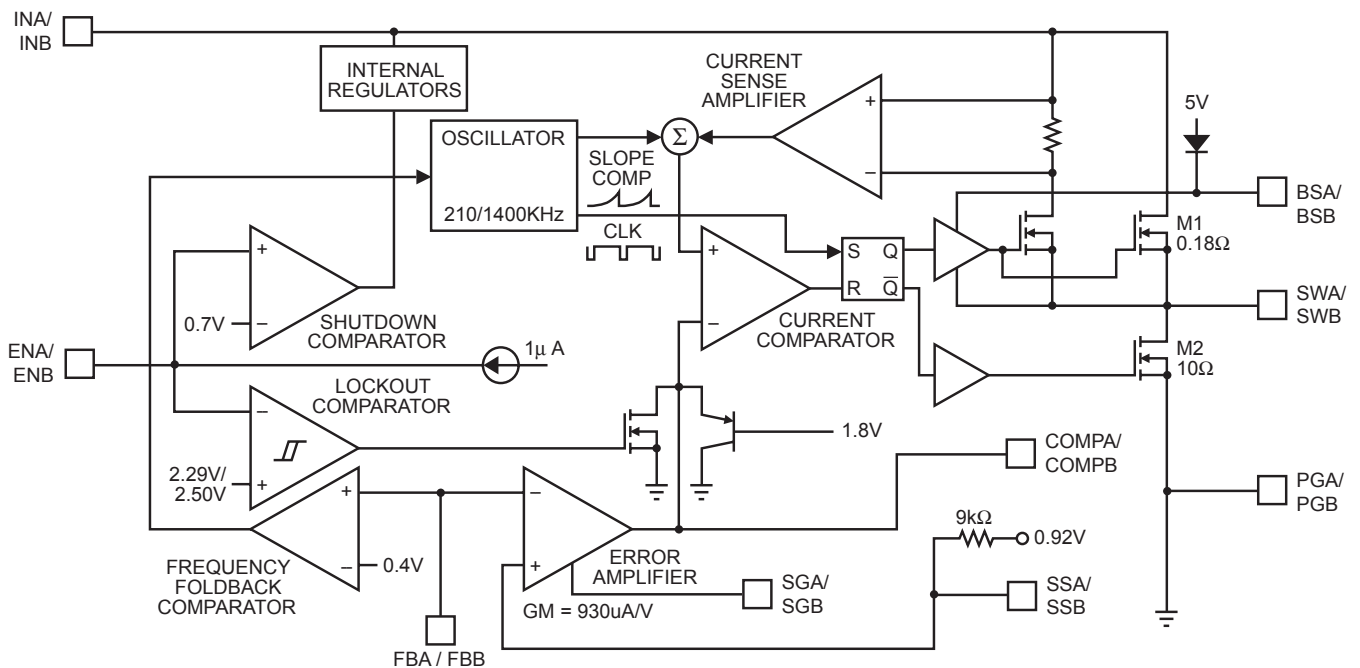 INA/
INB
INTERNAL
REGULATORS
CURRENT
SENSE
AMPLIFIER
+
−
5V
OSCILLATOR
210/1400KHz
Σ
SLOPE
COMP
CLK
BSA/
BSB
M1
0.18Ω
+
−
0.7V
SHUTDOWN
COMPARATOR
+
−
CURRENT
COMPARATOR
S Q
R Q̅
SWA/
SWB
M2
10Ω
ENA/
ENB
1μ A
LOCKOUT
COMPARATOR
−
+
2.29V/
2.50V
1.8V
COMPA/
COMPB
PGA/
PGB
+
−
0.4V
FREQUENCY
FOLDBACK
COMPARATOR
−
+
ERROR
AMPLIFIER
GM = 930uA/V
9kΩ
0.92V
SGA/
SGB
SSA/
SSB
FBA / FBB